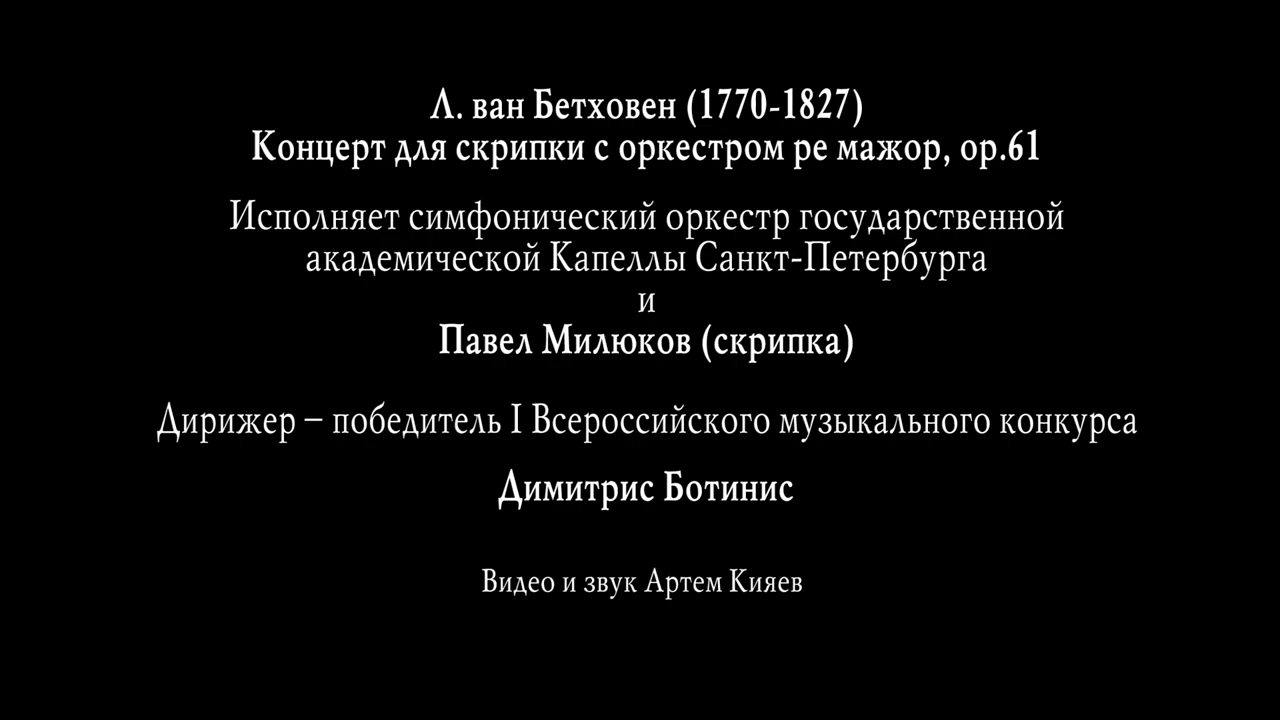 Л. ван Бетховен (1770-1827)
Концерт для скрипки с оркестром ре мажор, op.61
Исполняет симфонический оркестр государственной
академической Капеллы Санкт-Петербурга
и
Павел Милюков (скрипка)
Дирижер – победитель I Всероссийского музыкального конкурса
Димитрис Ботинис
Видео и звук Артем Кияев